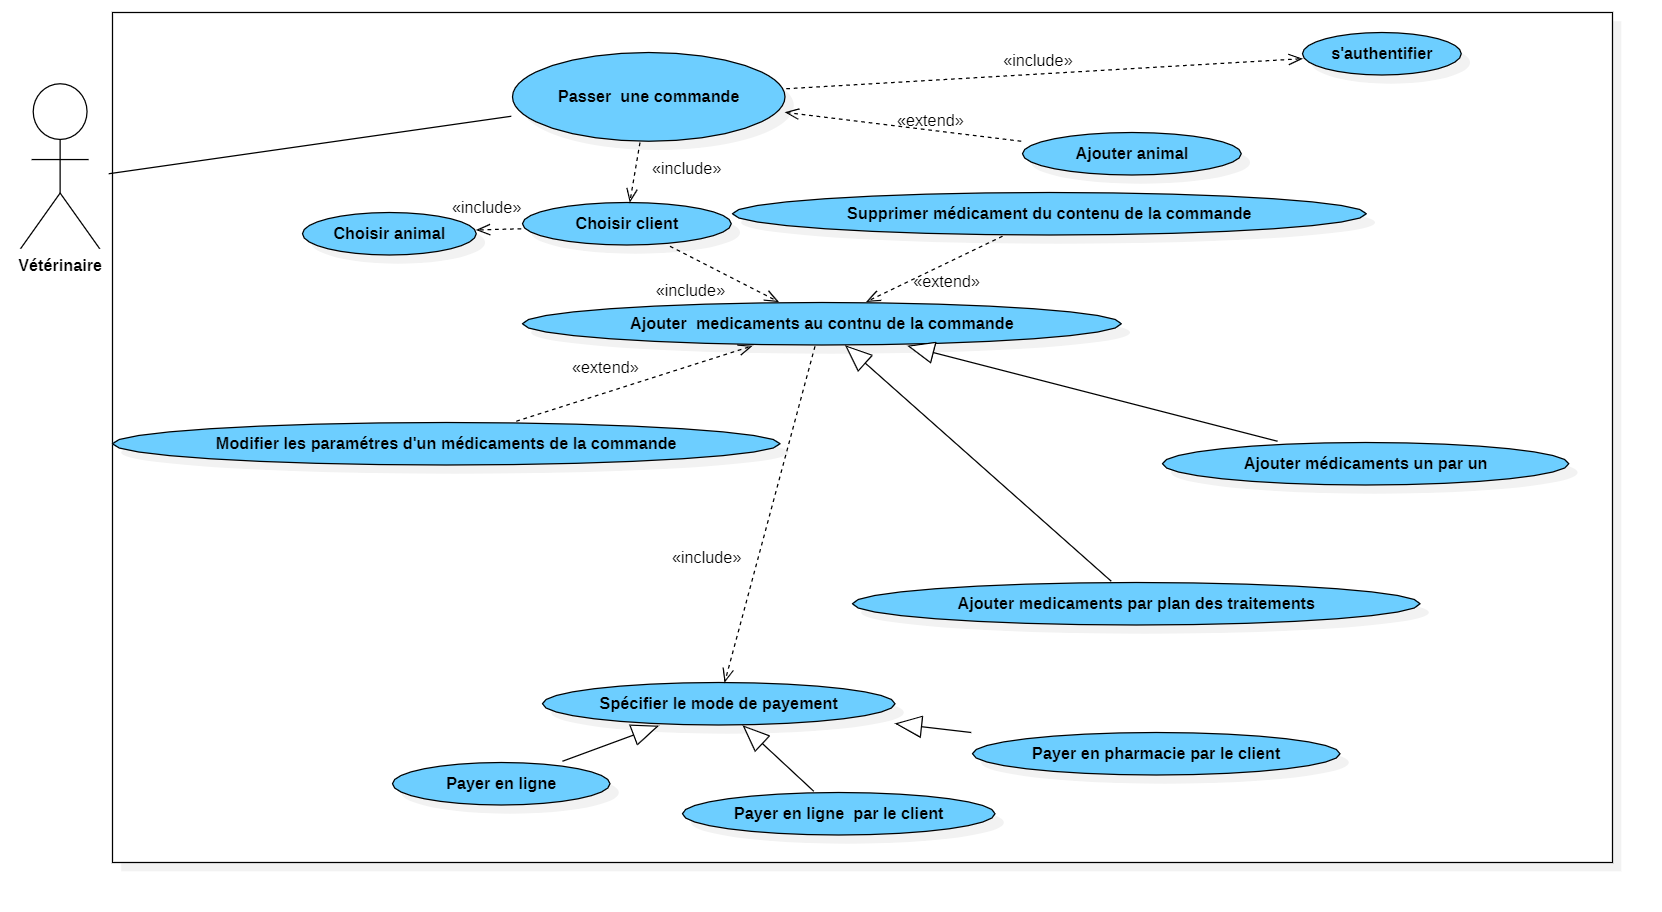 s'authentifier
«include»
Passer  une commande
«extend»
Ajouter animal
«include»
«include»
Supprimer médicament du contenu de la commande
Choisir client
Choisir animal
Vétérinaire
«extend»
«include»
Ajouter  medicaments au contnu de la commande
«extend»
Modifier les paramétres d'un médicaments de la commande
Ajouter médicaments un par un
«include»
Ajouter medicaments par plan des traitements
Spécifier le mode de payement
Payer en pharmacie par le client
Payer en ligne
Payer en ligne  par le client